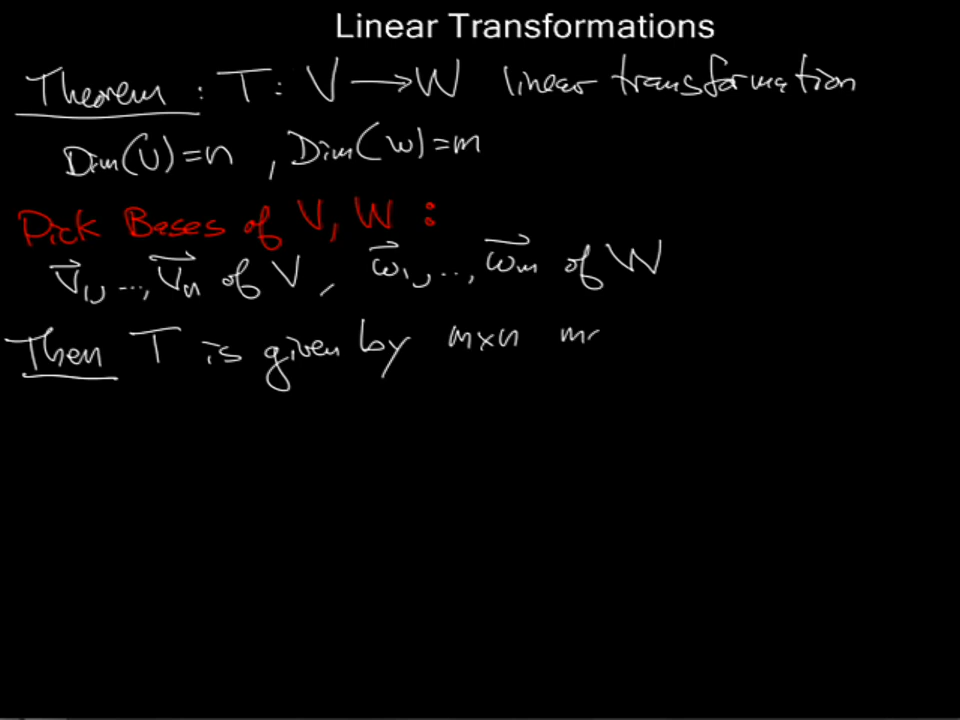 Linear Transformations
Theorem : T : V → W linear transformation
Dim(V)=n , Dim(W)=m
Pick Bases of V, W :
v⃗₁, ..., v⃗ₙ of V , w⃗₁, ..., w⃗ₘ of W
Then T is given by m×n m